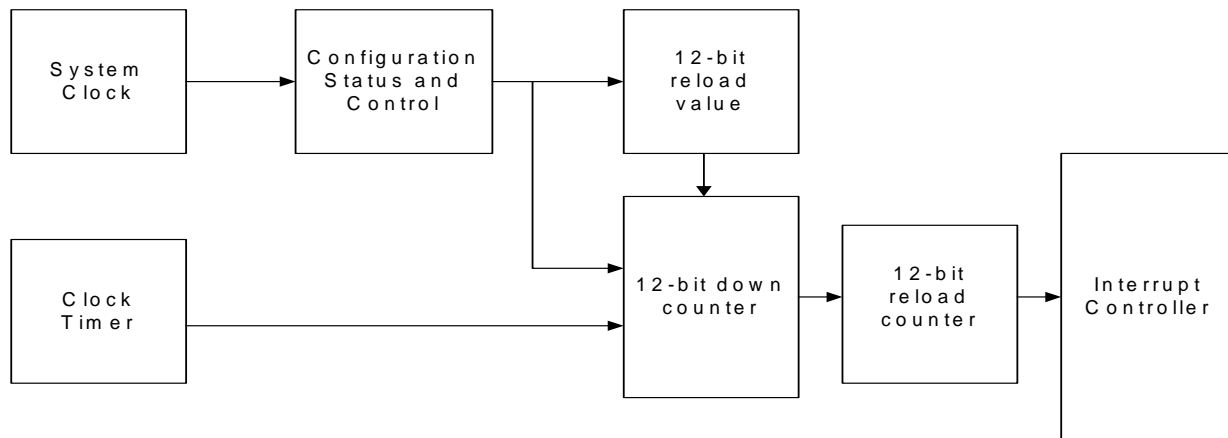 System
Clock
Configuration
Status and
Control
12-bit
reload
value
Clock
Timer
12-bit down
counter
12-bit
reload
counter
Interrupt
Controller